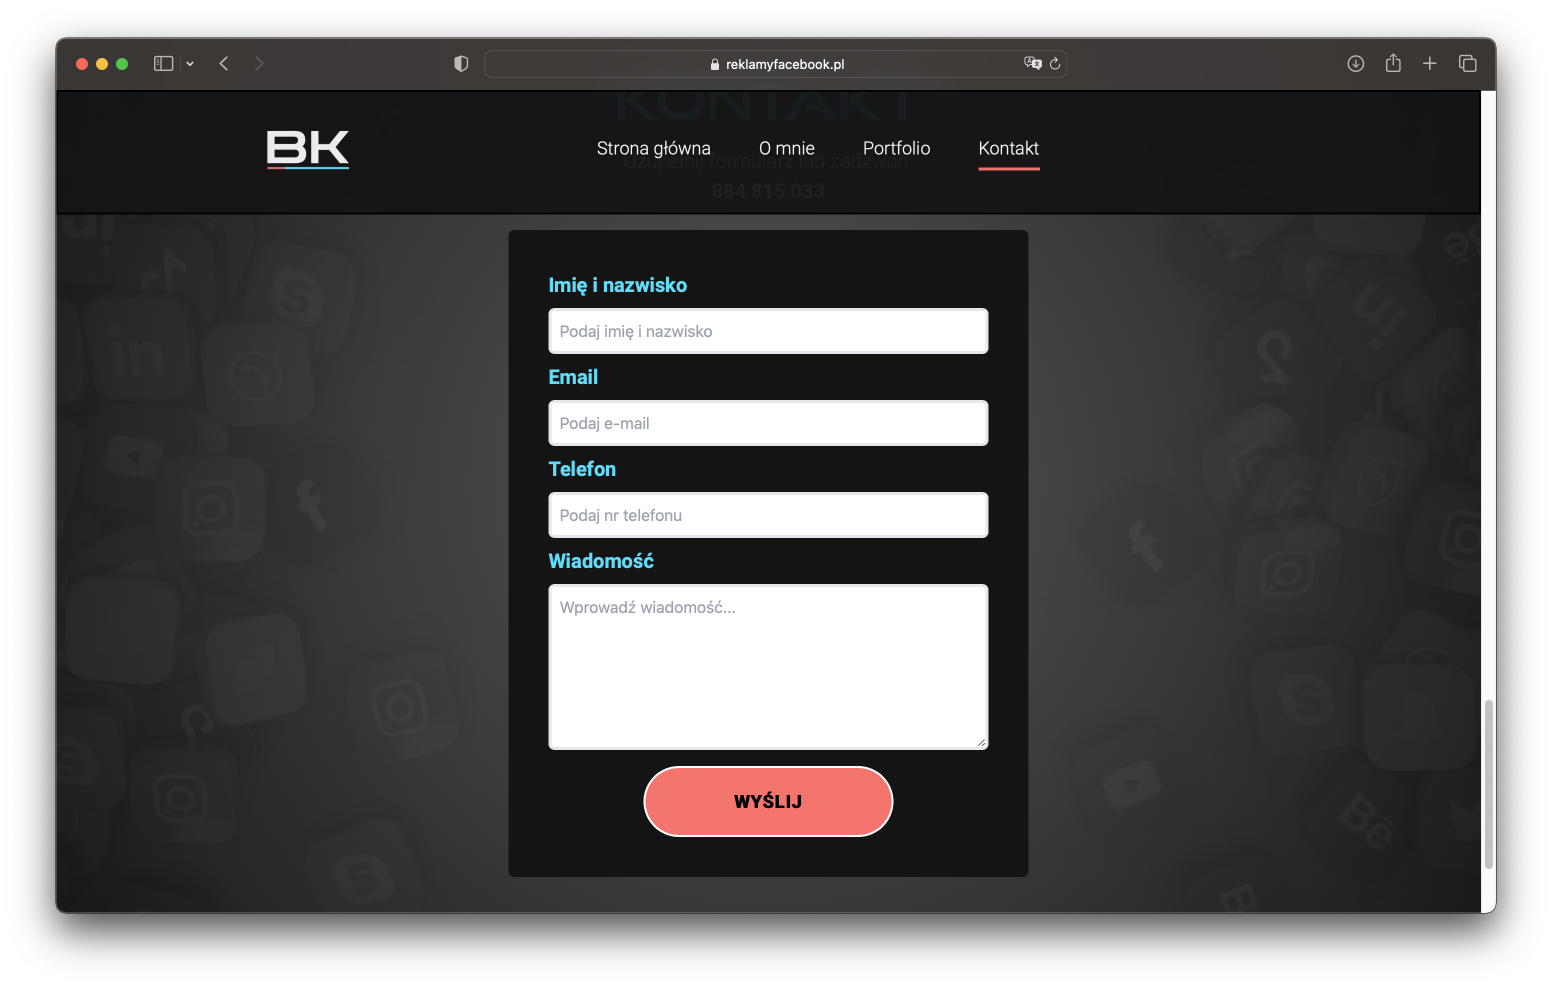 reklamyfacebook.pl
KONTAKT
BK
Strona główna
O mnie
Portfolio
Kontakt
Uzupełnij formularz lub zadzwoń.
884 815 033
Imię i nazwisko
Podaj imię i nazwisko
Email
Podaj e-mail
Telefon
Podaj nr telefonu
Wiadomość
Wprowadź wiadomość...
WYŚLIJ